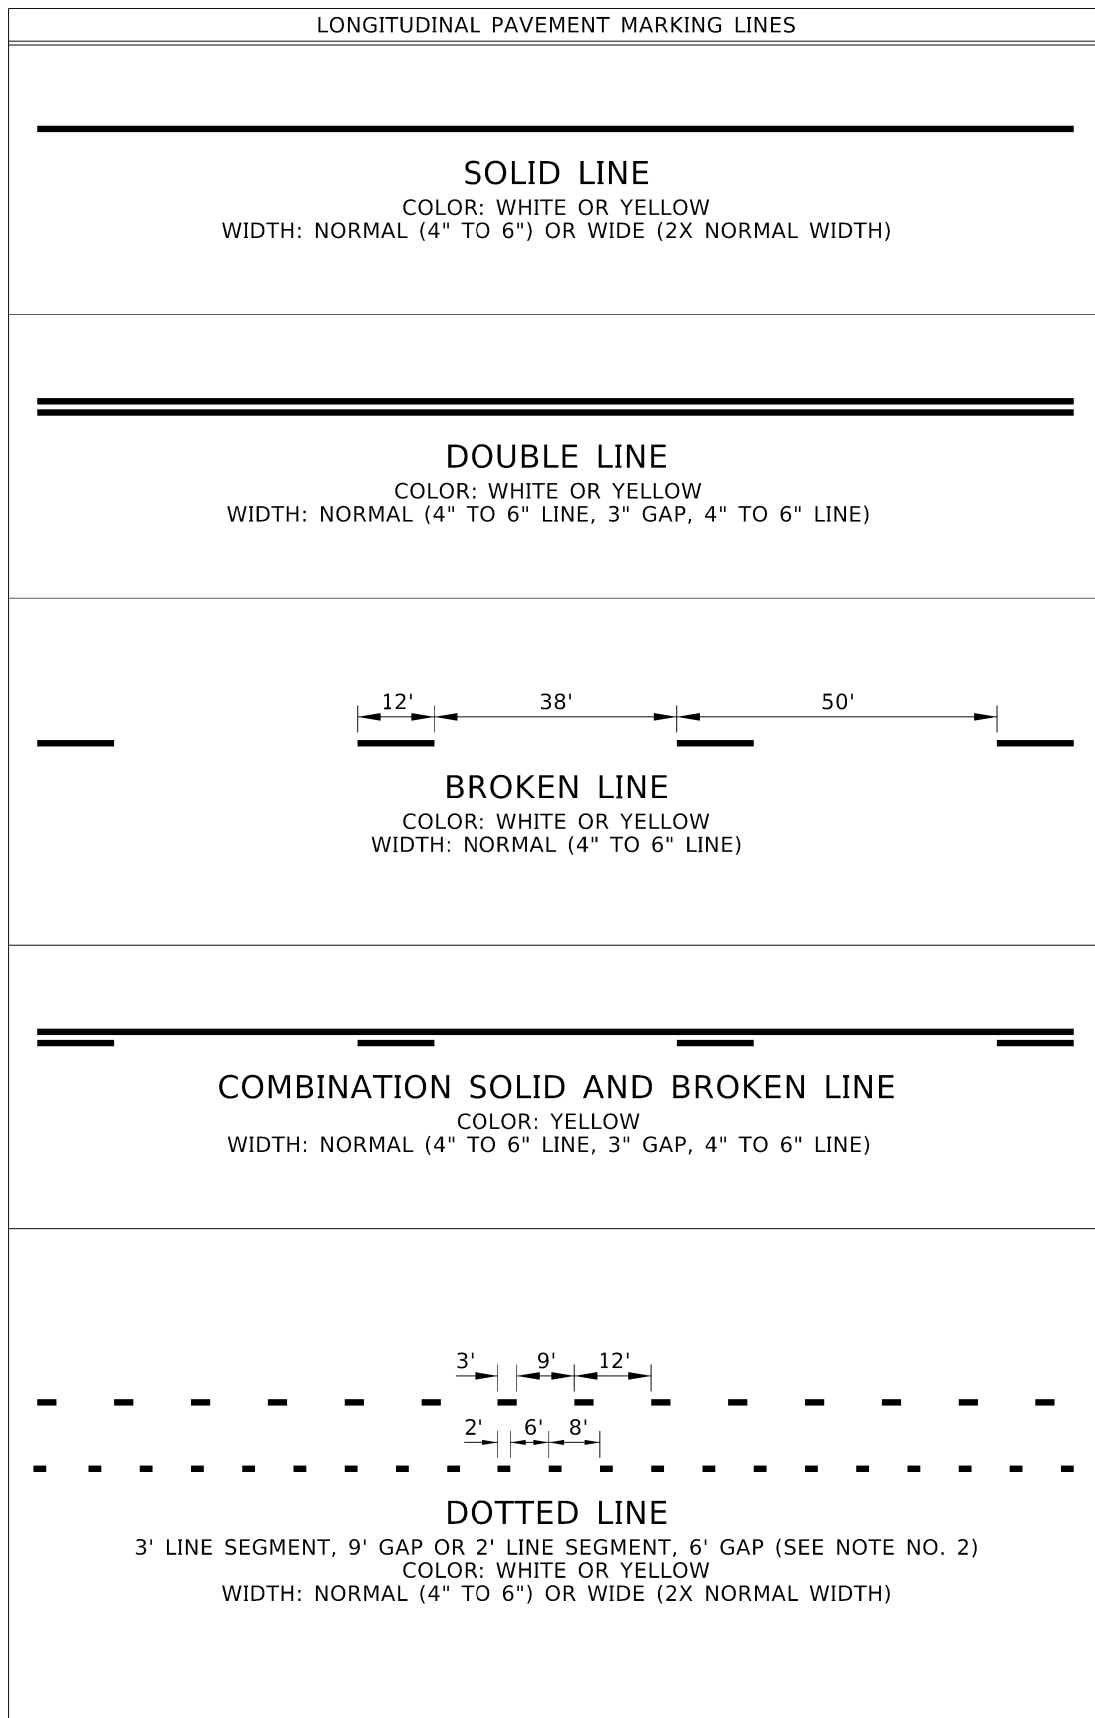 LONGITUDINAL PAVEMENT MARKING LINES
SOLID LINE
COLOR: WHITE OR YELLOW
WIDTH: NORMAL (4" TO 6") OR WIDE (2X NORMAL WIDTH)
DOUBLE LINE
COLOR: WHITE OR YELLOW
WIDTH: NORMAL (4" TO 6" LINE, 3" GAP, 4" TO 6" LINE)
12' 38' 50'
BROKEN LINE
COLOR: WHITE OR YELLOW
WIDTH: NORMAL (4" TO 6" LINE)
COMBINATION SOLID AND BROKEN LINE
COLOR: YELLOW
WIDTH: NORMAL (4" TO 6" LINE, 3" GAP, 4" TO 6" LINE)
3' 9' 12'
2' 6' 8'
DOTTED LINE
3' LINE SEGMENT, 9' GAP OR 2' LINE SEGMENT, 6' GAP (SEE NOTE NO. 2)
COLOR: WHITE OR YELLOW
WIDTH: NORMAL (4" TO 6") OR WIDE (2X NORMAL WIDTH)